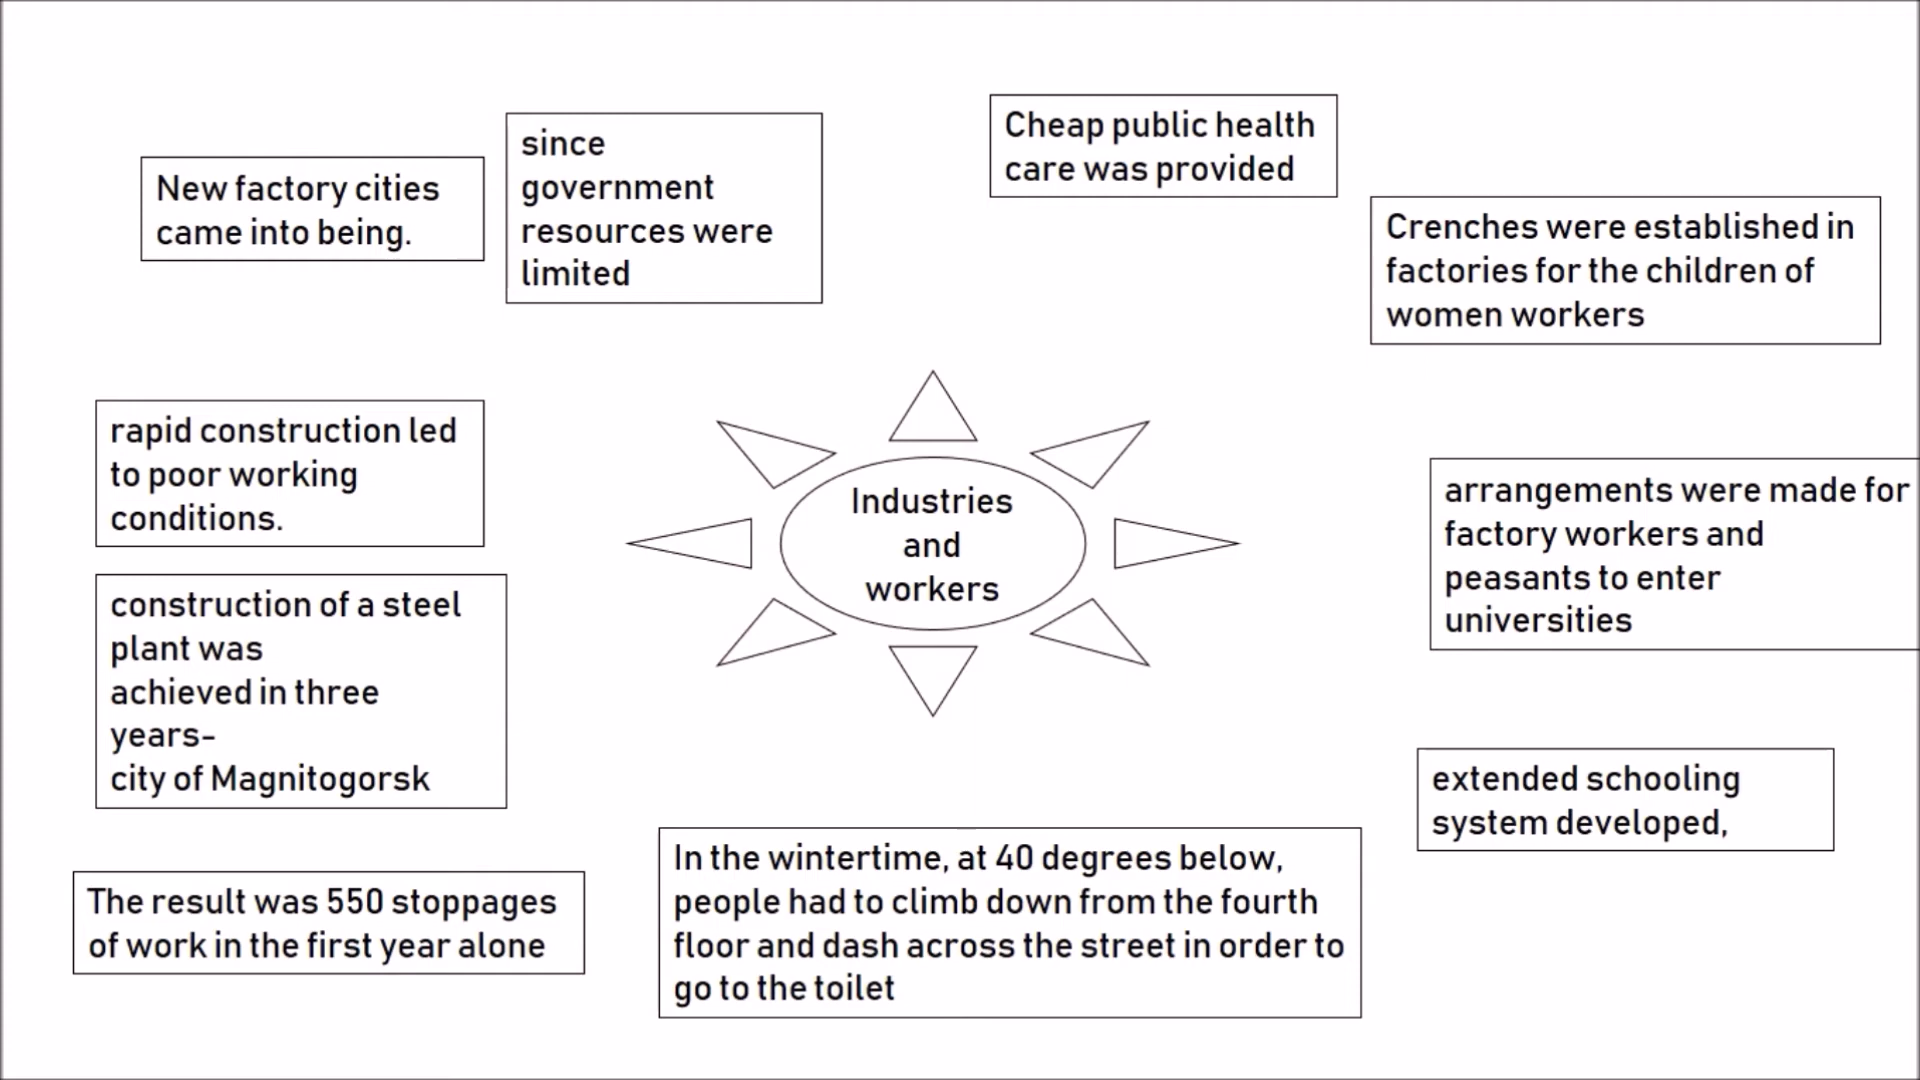 New factory cities
came into being.
since
government
resources were
limited
Cheap public health
care was provided
Crenches were established in
factories for the children of
women workers
rapid construction led
to poor working
conditions.
Industries
and
workers
arrangements were made for
factory workers and
peasants to enter
universities
construction of a steel
plant was
achieved in three
years-
city of Magnitogorsk
extended schooling
system developed,
The result was 550 stoppages
of work in the first year alone
In the wintertime, at 40 degrees below,
people had to climb down from the fourth
floor and dash across the street in order to
go to the toilet